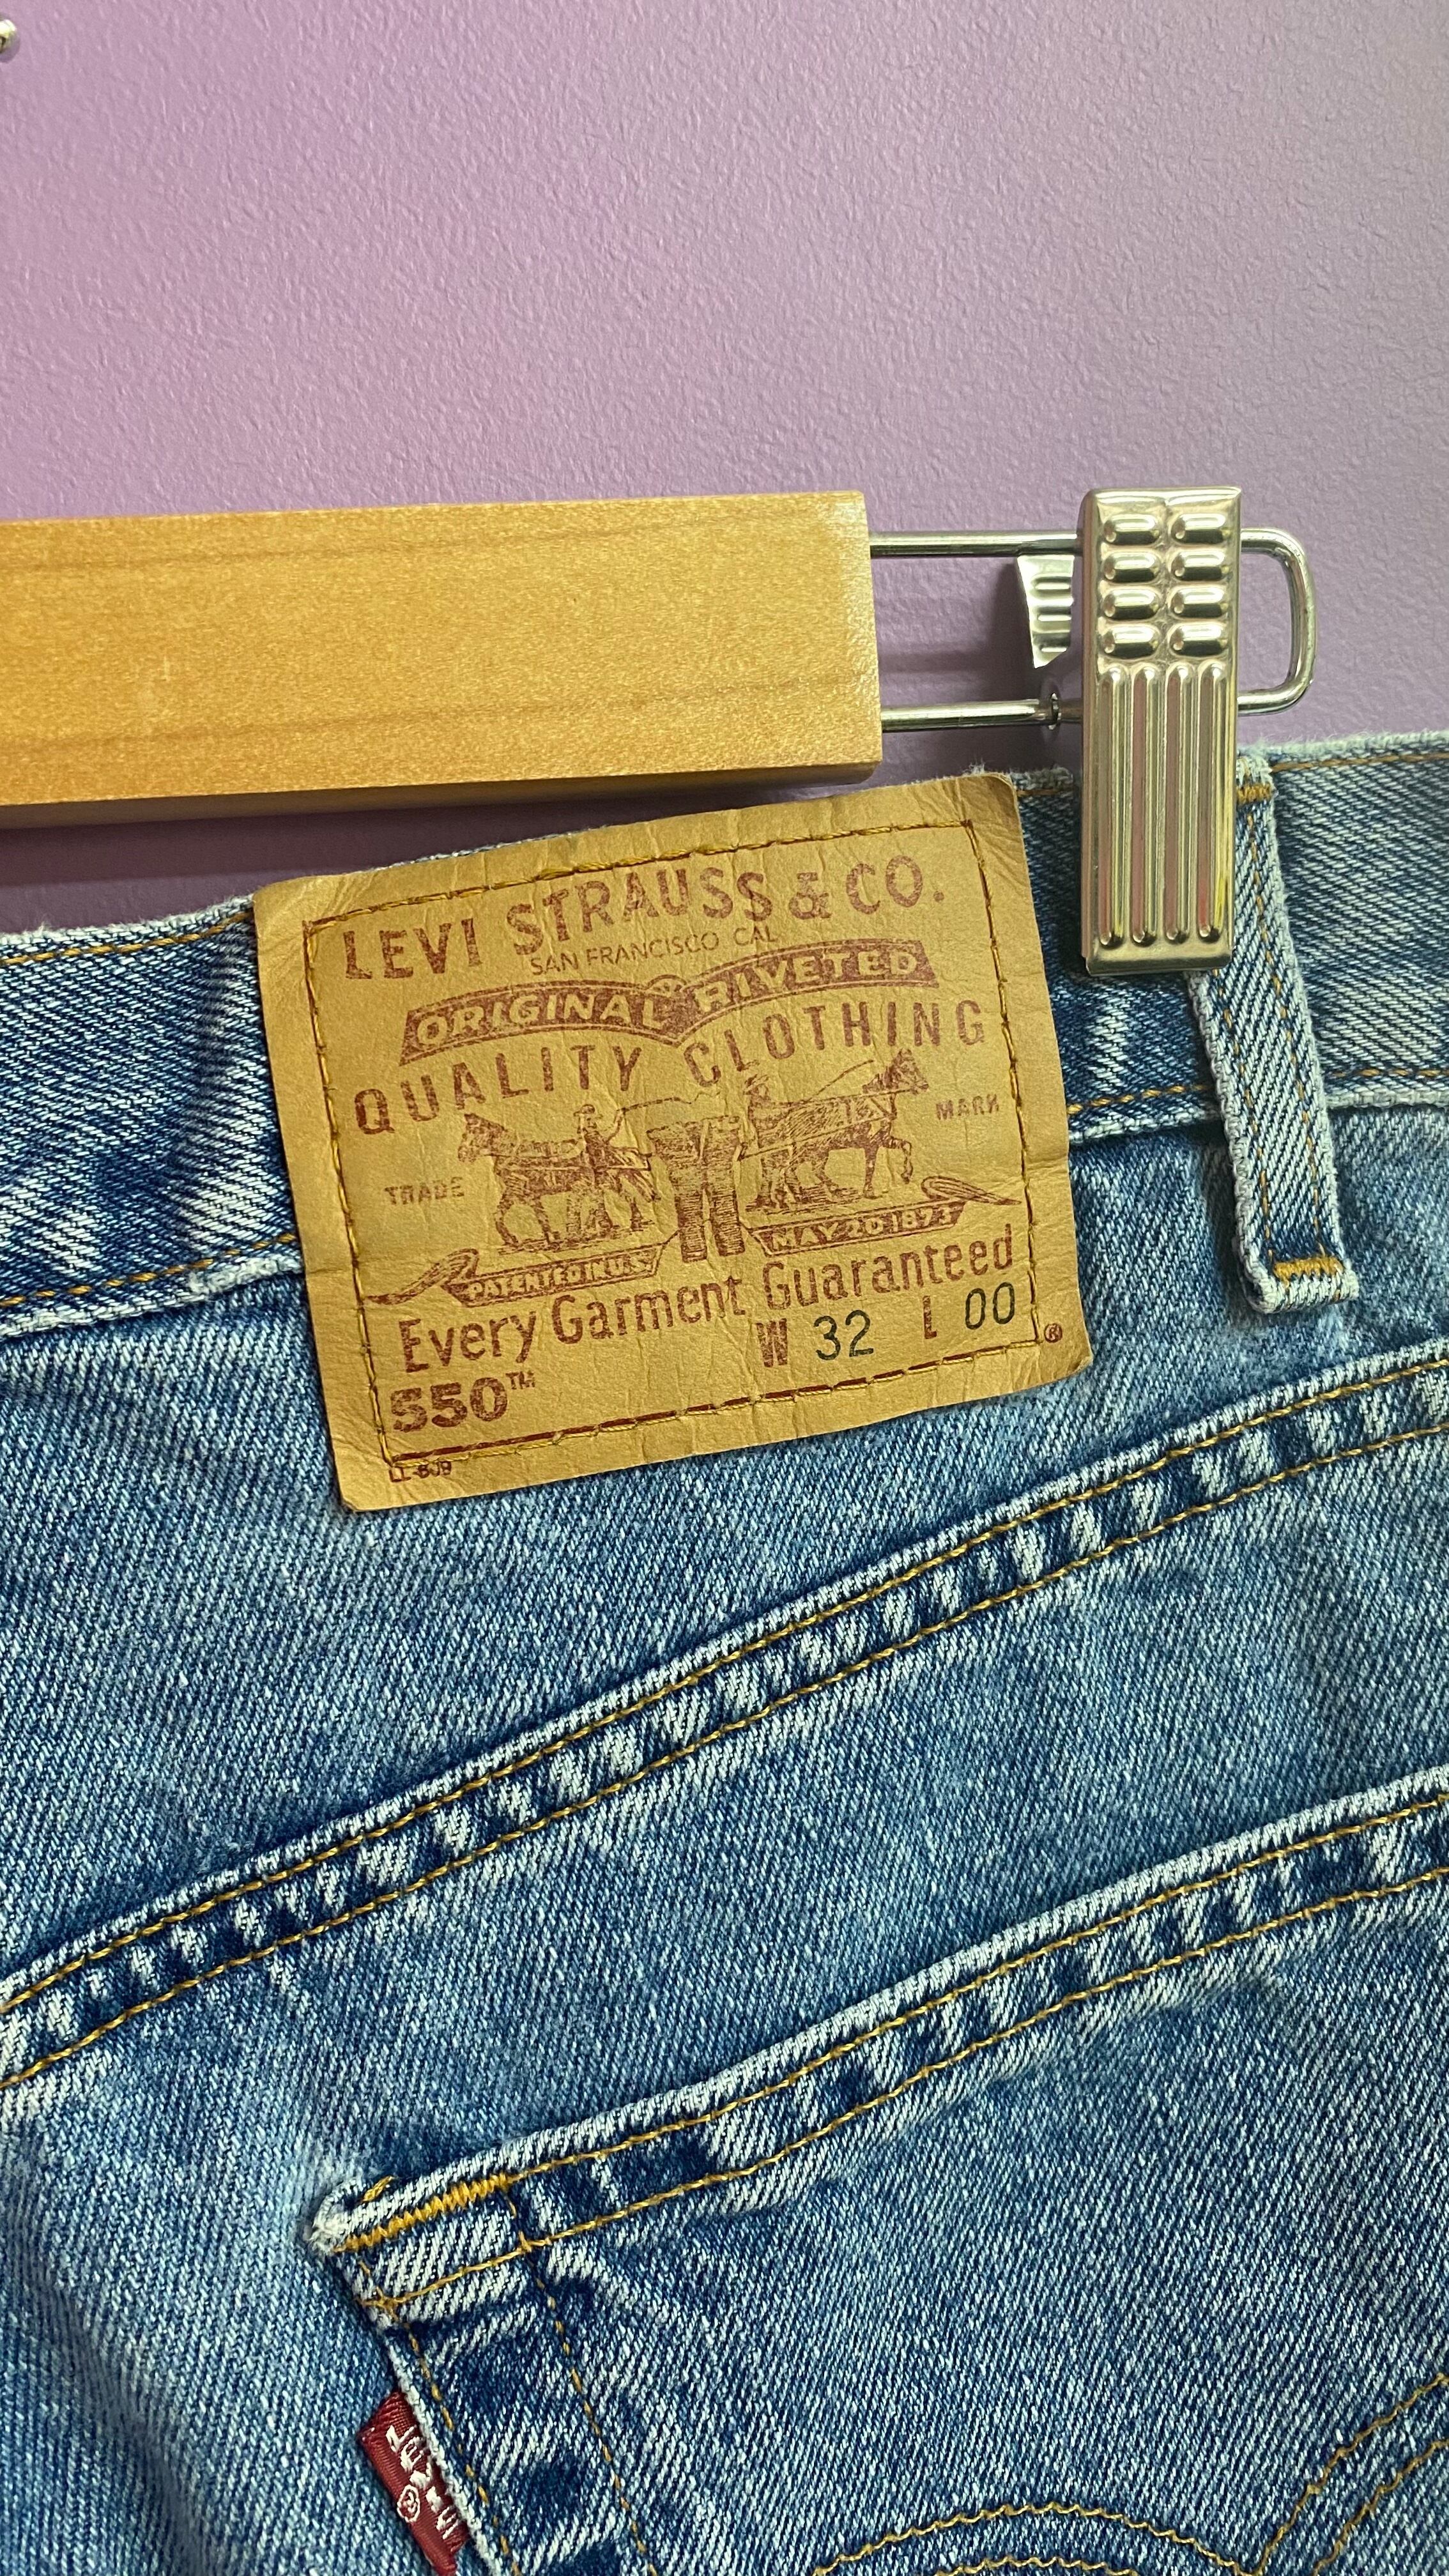 LEVI STRAUSS & CO.
SAN FRANCISCO CAL
ORIGINAL RIVETED
QUALITY CLOTHING
TRADE MARK
PATENTED IN U.S.
MAY 20 1873
Every Garment Guaranteed
W 32 L 00
550™
®
LEVI'S
®